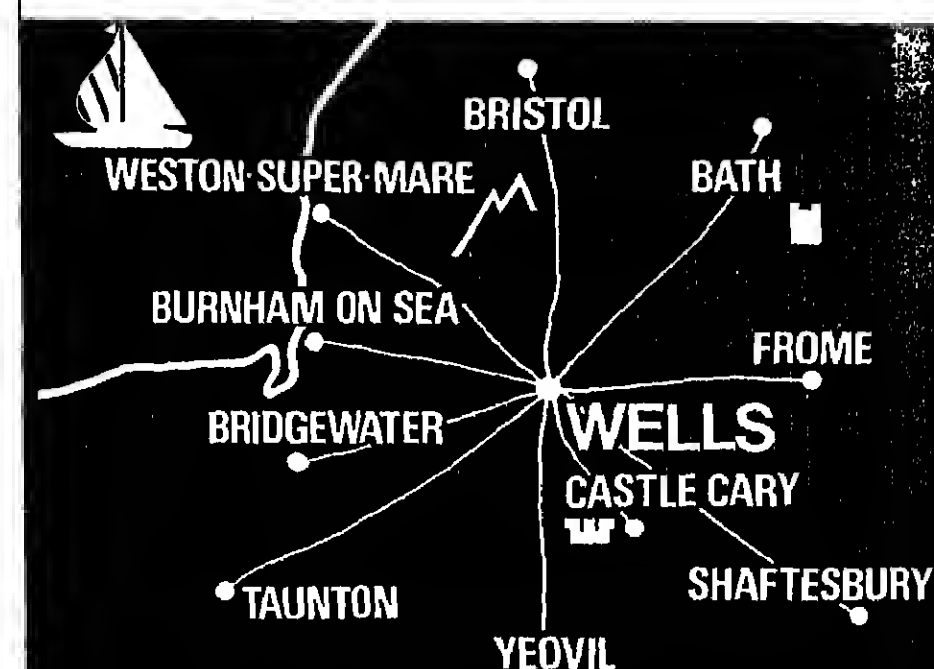 BRISTOL
WESTON·SUPER·MARE
BATH
BURNHAM ON SEA
FROME
BRIDGEWATER
WELLS
CASTLE CARY
SHAFTESBURY
TAUNTON
YEOVIL